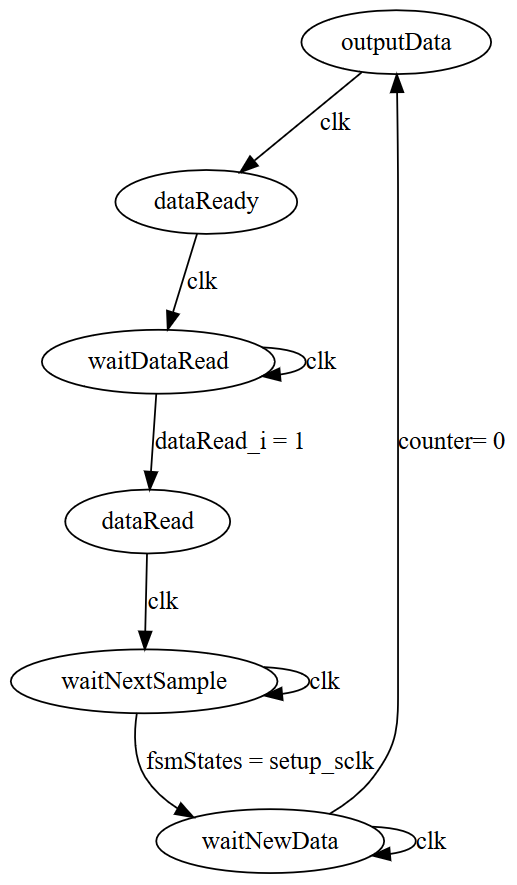 outputData
clk
dataReady
clk
waitDataRead
clk
dataRead_i = 1
counter= 0
dataRead
clk
waitNextSample
clk
fsmStates = setup_sclk
waitNewData
clk